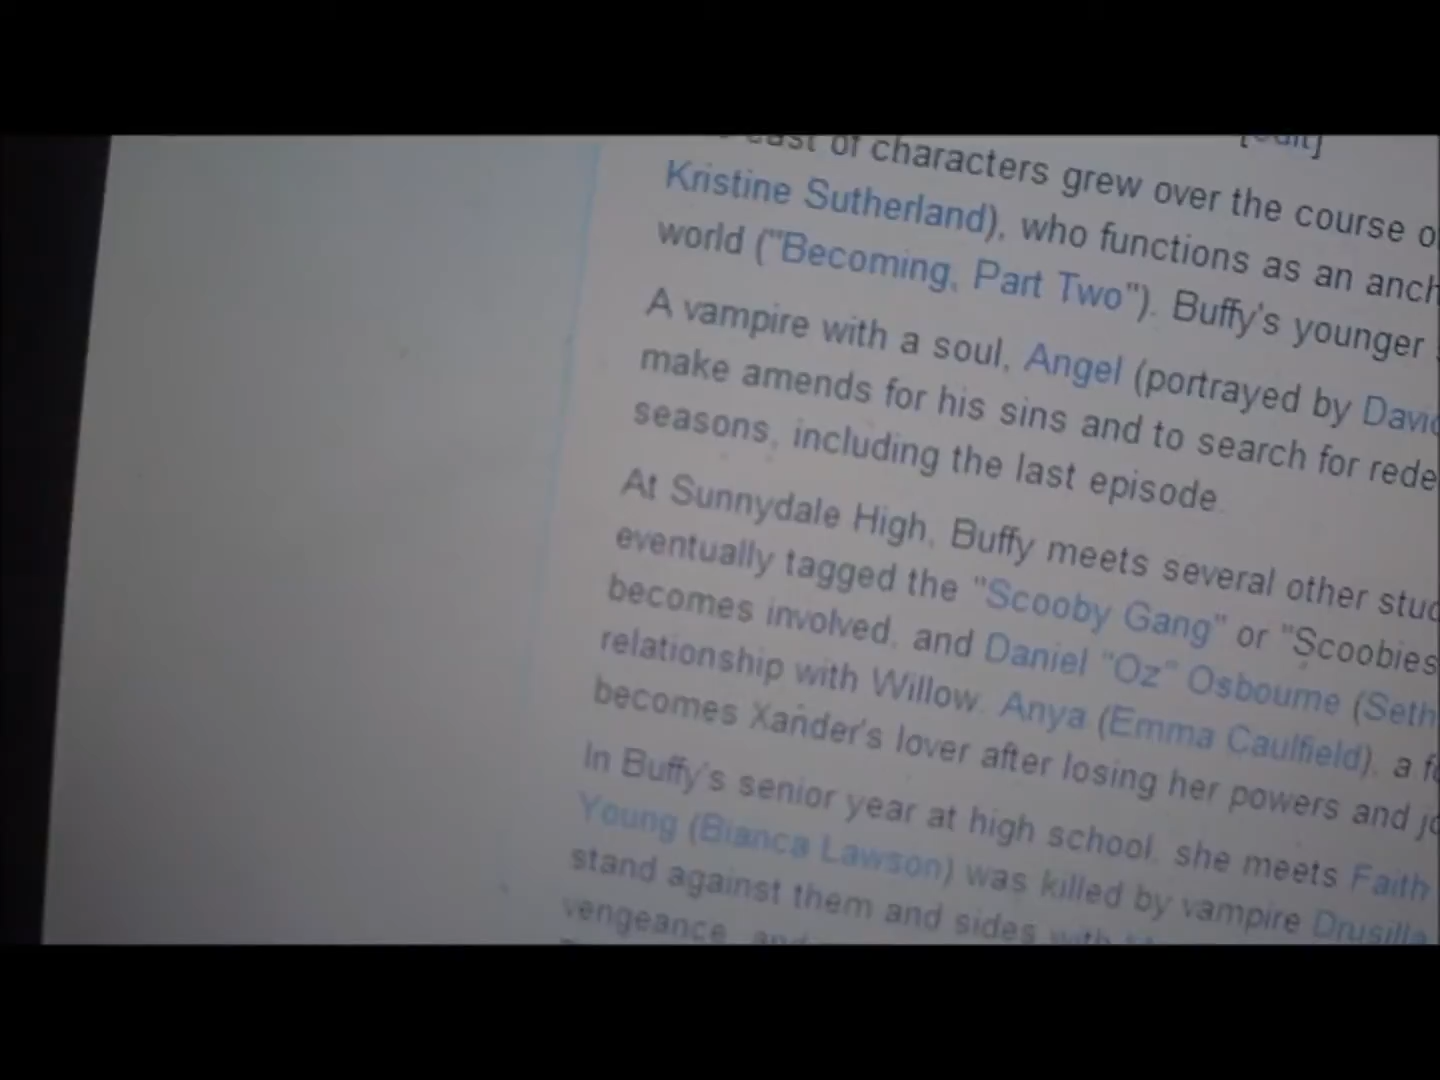 [edit]
cast of characters grew over the course
Kristine Sutherland), who functions as an
world ("Becoming, Part Two"). Buffy's younger
A vampire with a soul, Angel (portrayed by
make amends for his sins and to search for
seasons, including the last episode.
At Sunnydale High, Buffy meets several other
eventually tagged the "Scooby Gang" or "Scoobies
becomes involved, and Daniel "Oz" Osbourne (Seth
relationship with Willow. Anya (Emma Caulfield), a
becomes Xander's lover after losing her powers and
In Buffy's senior year at high school, she meets Faith
Young (Bianca Lawson) was killed by vampire Drusilla
stand against them and sides with
vengeance, and